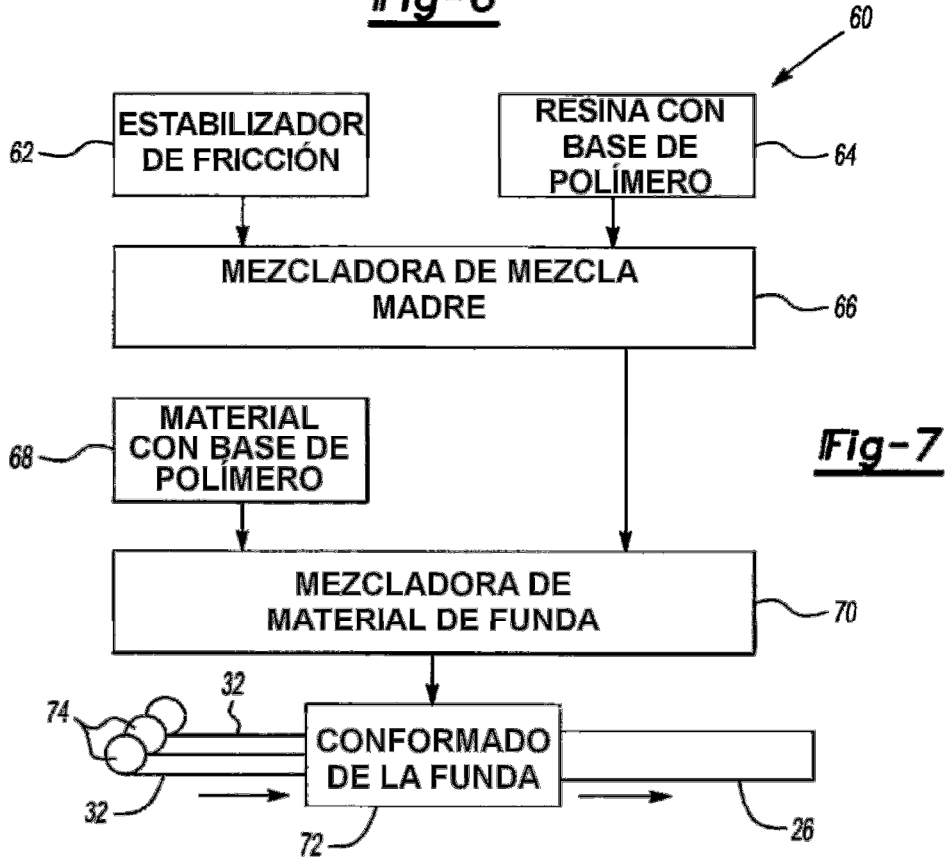 Fig-6
60
ESTABILIZADOR
DE FRICCIÓN
62
RESINA CON
BASE DE
POLÍMERO
64
MEZCLADORA DE MEZCLA
MADRE
66
MATERIAL
CON BASE DE
POLÍMERO
68
Fig-7
MEZCLADORA DE
MATERIAL DE FUNDA
70
74
32
CONFORMADO
DE LA FUNDA
32
72
26